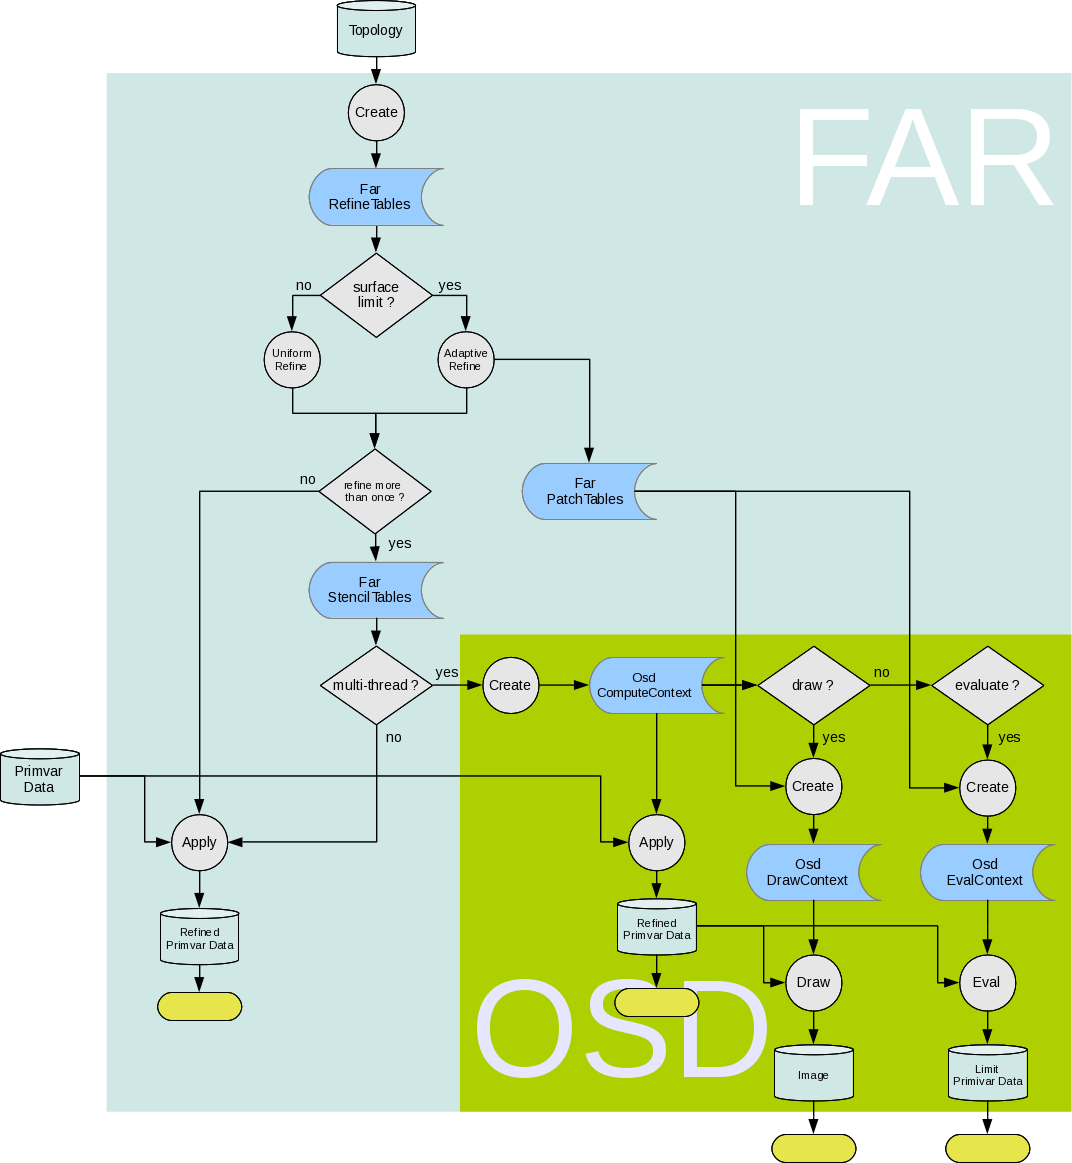 Topology
FAR
Create
Far
RefineTables
no
surface
limit ?
yes
Uniform
Refine
Adaptive
Refine
no
refine more
than once ?
Far
PatchTables
yes
Far
StencilTables
multi-thread ?
yes
Create
Osd
ComputeContext
draw ?
no
evaluate ?
no
yes
yes
Primvar
Data
Create
Create
Apply
Apply
Osd
DrawContext
Osd
EvalContext
Refined
Primvar Data
Refined
Primvar Data
Draw
Eval
OSD
Image
Limit
Primivar Data